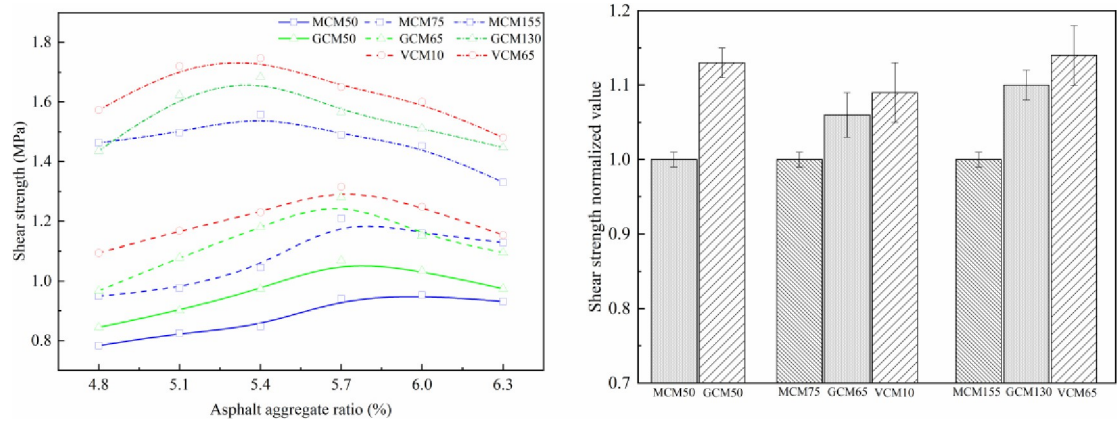 MCM50 MCM75 MCM155
GCM50 GCM65 GCM130
VCM10 VCM65
Shear strength (MPa)
1.8
1.6
1.4
1.2
1.0
0.8
4.8 5.1 5.4 5.7 6.0 6.3
Asphalt aggregate ratio (%)
Shear strength normalized value
1.2
1.1
1.0
0.9
0.8
0.7
MCM50 GCM50 MCM75 GCM65 VCM10 MCM155 GCM130 VCM65